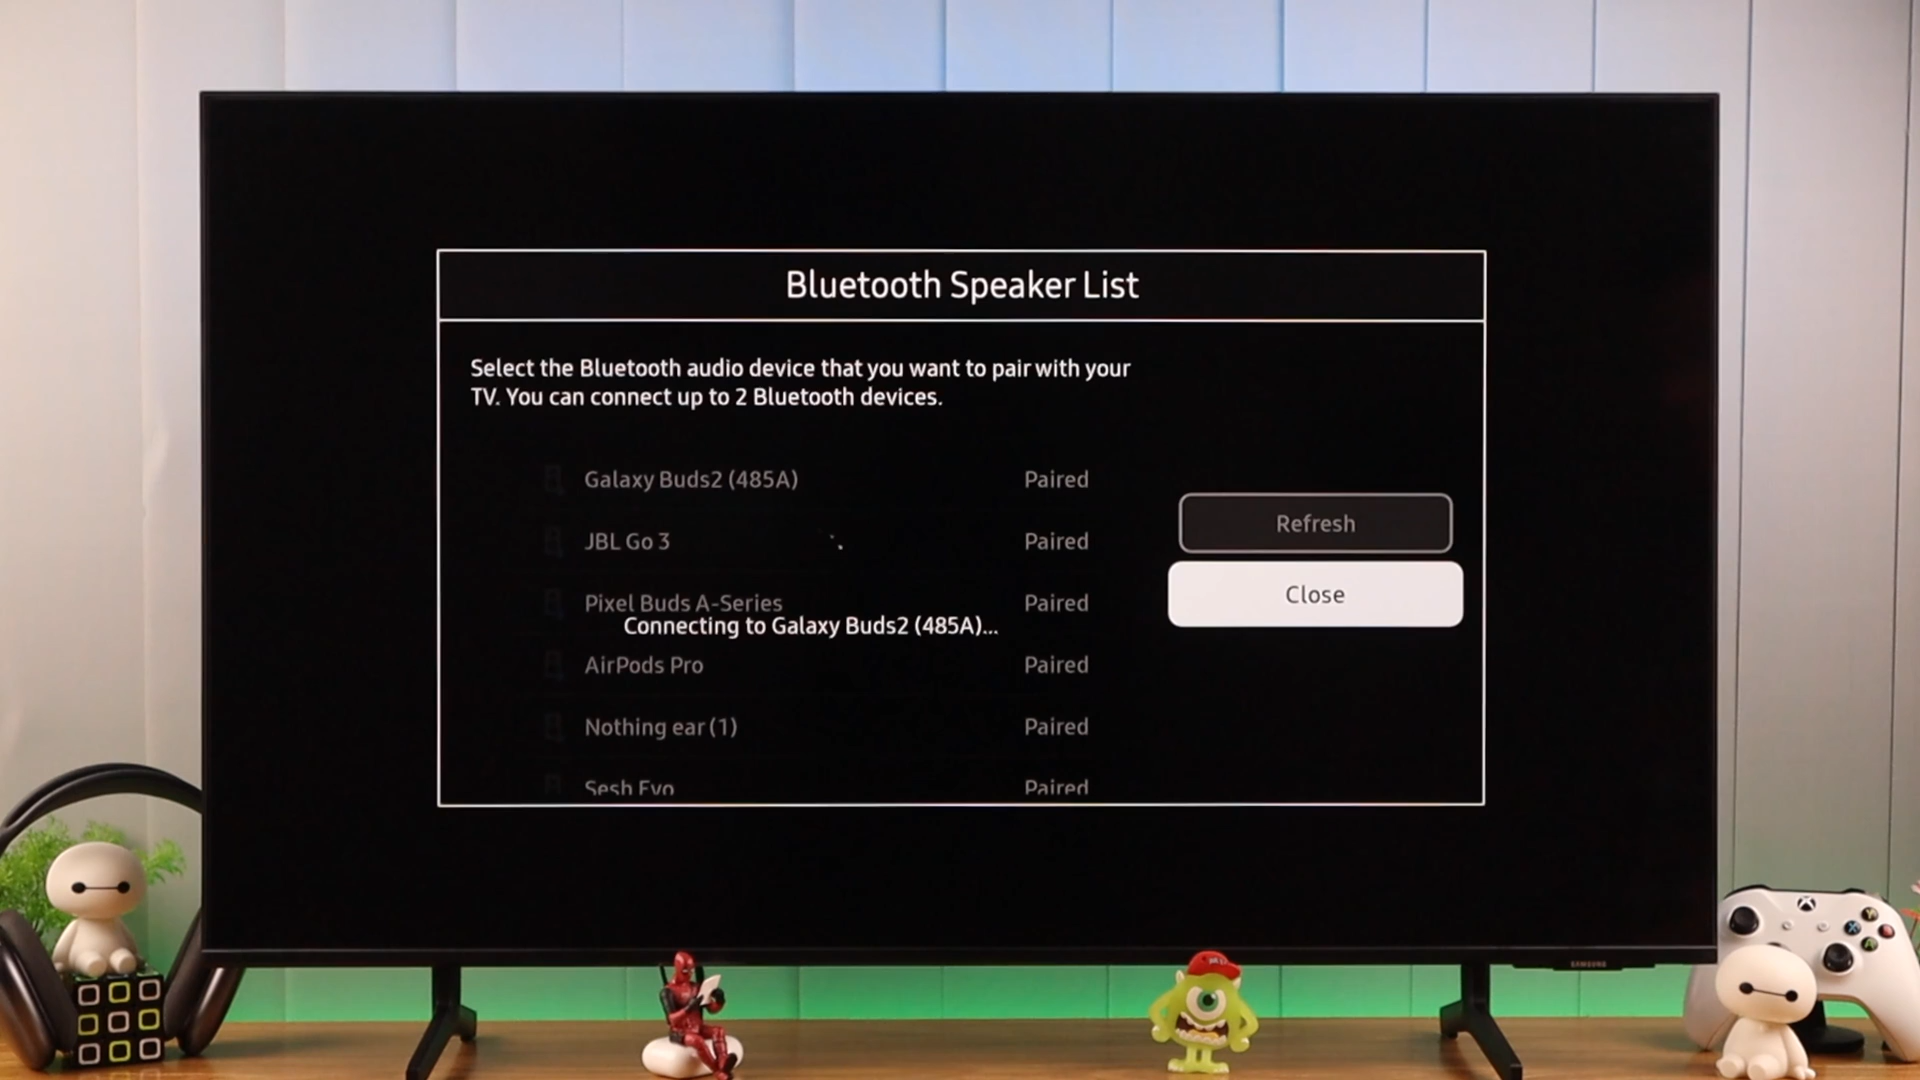 Bluetooth Speaker List
Select the Bluetooth audio device that you want to pair with your
TV. You can connect up to 2 Bluetooth devices.
Galaxy Buds2 (485A) Paired
JBL Go 3 Paired
Refresh
Pixel Buds A-Series Paired
Close
Connecting to Galaxy Buds2 (485A)...
AirPods Pro Paired
Nothing ear (1) Paired
Sesh Evo Paired
SAMSUNG